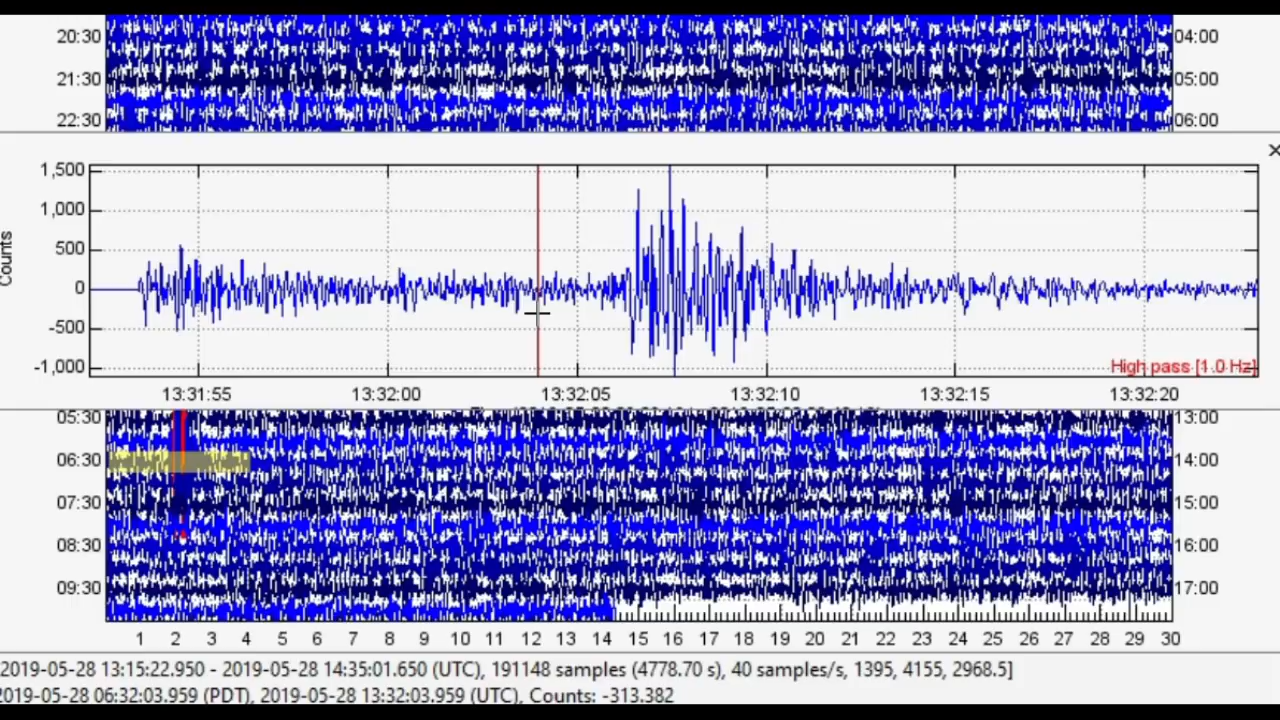 20:30 04:00
21:30 05:00
22:30 06:00
×
1,500
1,000
500
0
-500
-1,000
Counts
High pass [1.0 Hz]
13:31:55 13:32:00 13:32:05 13:32:10 13:32:15 13:32:20
05:30 13:00
06:30 14:00
07:30 15:00
08:30 16:00
09:30 17:00
1 2 3 4 5 6 7 8 9 10 11 12 13 14 15 16 17 18 19 20 21 22 23 24 25 26 27 28 29 30
2019-05-28 13:15:22.950 - 2019-05-28 14:35:01.650 (UTC), 191148 samples (4778.70 s), 40 samples/s, 1395, 4155, 2968.5]
2019-05-28 06:32:03.959 (PDT), 2019-05-28 13:32:03.959 (UTC), Counts: -313.382